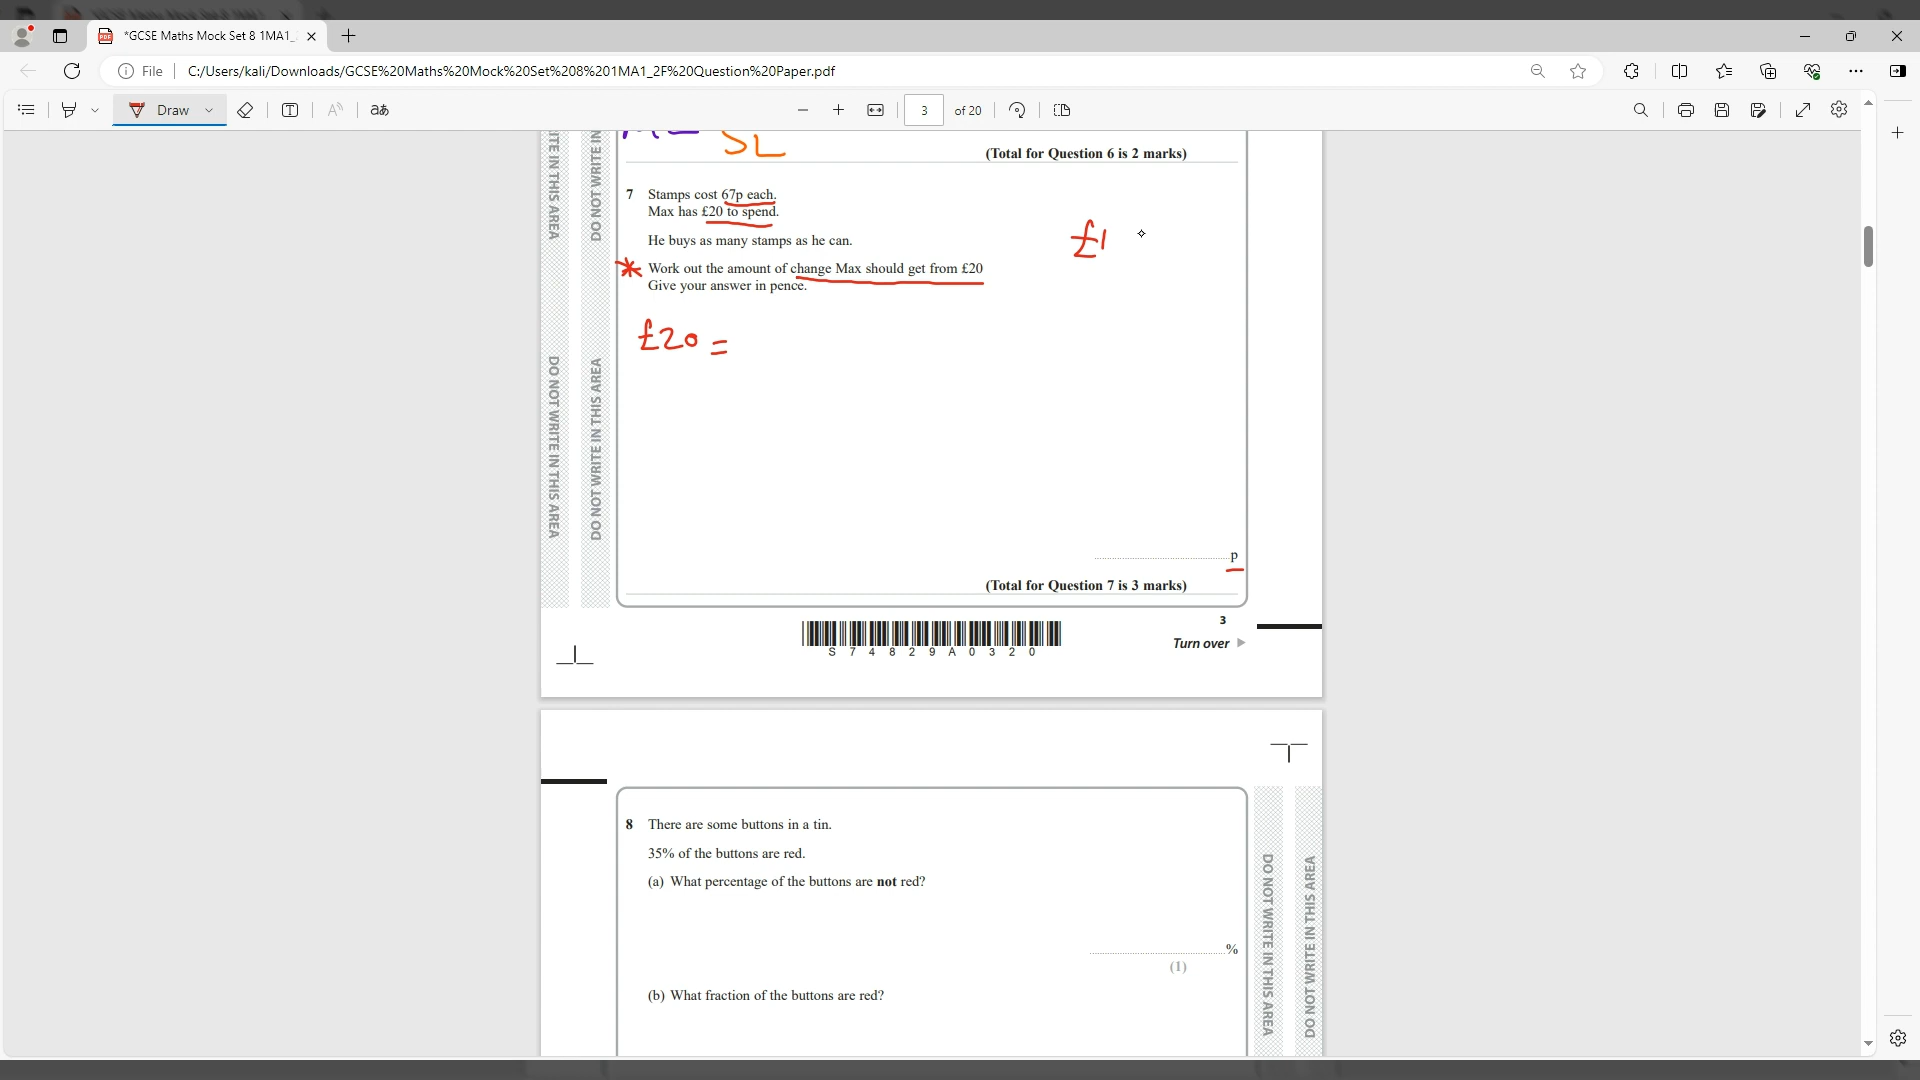 *GCSE Maths Mock Set 8 1MA1_
File C:/Users/kali/Downloads/GCSE%20Maths%20Mock%20Set%208%201MA1_2F%20Question%20Paper.pdf
Draw aあ 3 of 20
SL
(Total for Question 6 is 2 marks)
7 Stamps cost 67p each.
Max has £20 to spend.
He buys as many stamps as he can.
£1
* Work out the amount of change Max should get from £20
Give your answer in pence.
£20 =
p
(Total for Question 7 is 3 marks)
3
S 7 4 8 2 9 A 0 3 2 0
Turn over
DO NOT WRITE IN THIS AREA
DO NOT WRITE IN THIS AREA
8 There are some buttons in a tin.
35% of the buttons are red.
(a) What percentage of the buttons are not red?
%
(1)
(b) What fraction of the buttons are red?
DO NOT WRITE IN THIS AREA
DO NOT WRITE IN THIS AREA